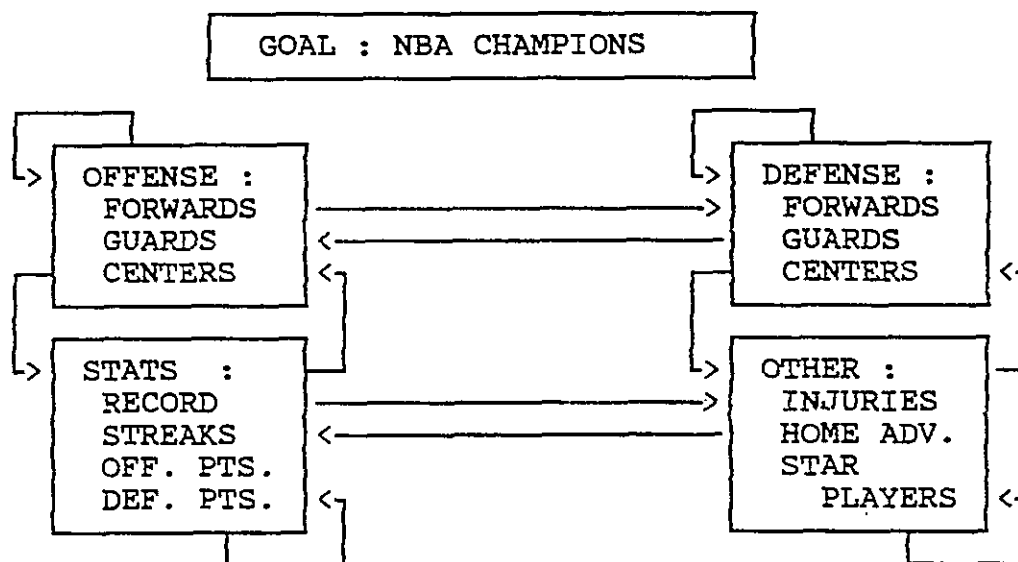 GOAL : NBA CHAMPIONS
OFFENSE :
FORWARDS
GUARDS
CENTERS
DEFENSE :
FORWARDS
GUARDS
CENTERS
STATS :
RECORD
STREAKS
OFF. PTS.
DEF. PTS.
OTHER :
INJURIES
HOME ADV.
STAR
PLAYERS